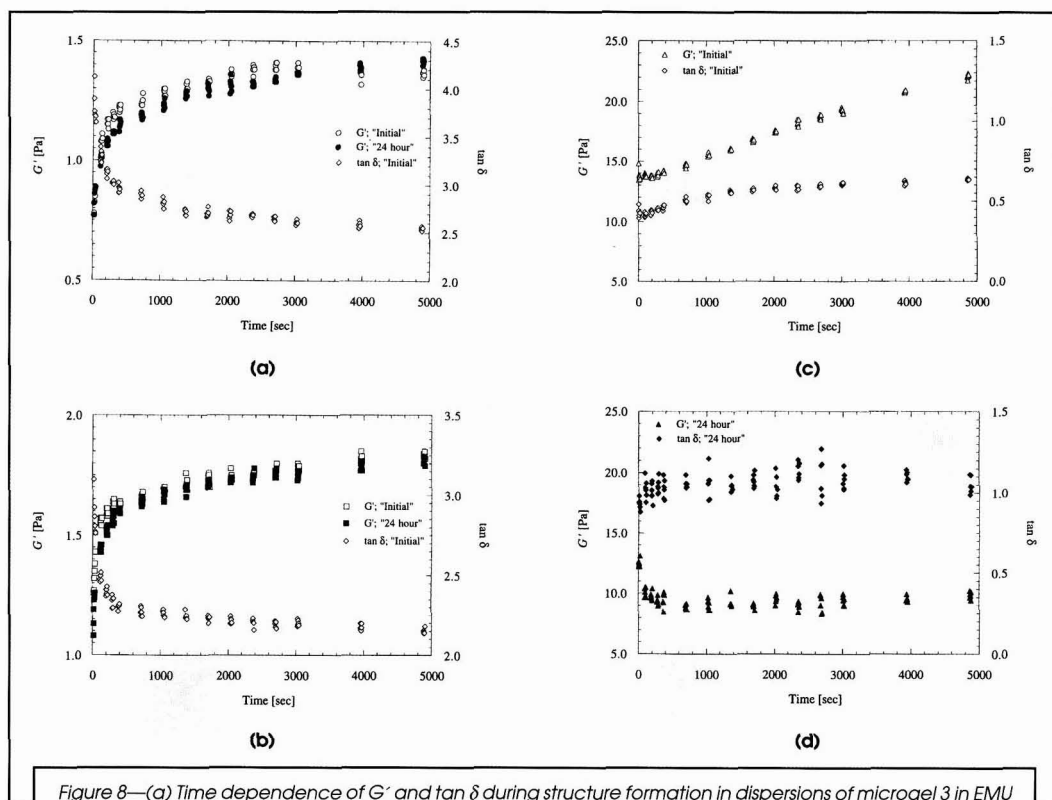 1.5
1.0
0.5
G′ [Pa]
4.5
4.0
3.5
3.0
2.5
2.0
tan δ
G'; "Initial"
G'; "24 hour"
tan δ; "Initial"
0 1000 2000 3000 4000 5000
Time [sec]
(a)
25.0
20.0
15.0
10.0
5.0
G′ [Pa]
1.5
1.0
0.5
0.0
tan δ
G'; "Initial"
tan δ; "Initial"
0 1000 2000 3000 4000 5000
Time [sec]
(c)
2.0
1.5
1.0
G′ [Pa]
3.5
3.0
2.5
2.0
tan δ
G'; "Initial"
G'; "24 hour"
tan δ; "Initial"
0 1000 2000 3000 4000 5000
Time [sec]
(b)
25.0
20.0
15.0
10.0
5.0
G′ [Pa]
1.5
1.0
0.5
0.0
tan δ
G'; "24 hour"
tan δ; "24 hour"
0 1000 2000 3000 4000 5000
Time [sec]
(d)
Figure 8—(a) Time dependence of G′ and tan δ during structure formation in dispersions of microgel 3 in EMU